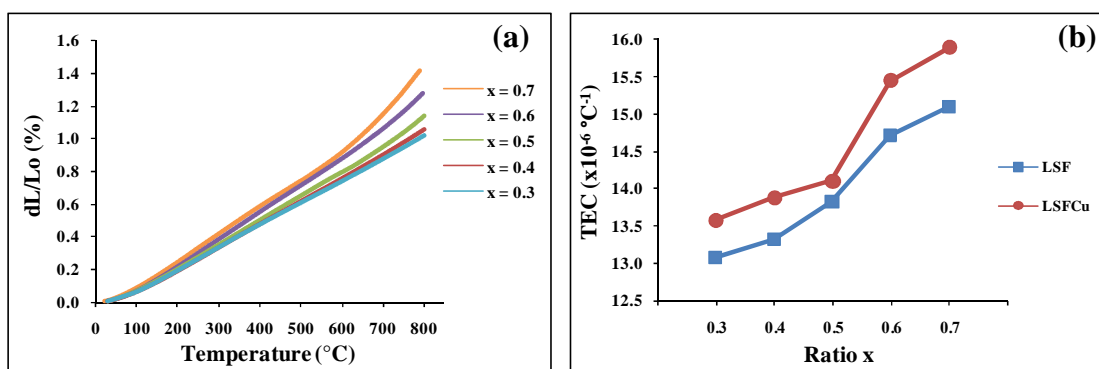 (a)
dL/Lo (%)
1.6
1.4
1.2
1.0
0.8
0.6
0.4
0.2
0.0
0 100 200 300 400 500 600 700 800
Temperature (°C)
x = 0.7
x = 0.6
x = 0.5
x = 0.4
x = 0.3
(b)
TEC (x10⁻⁶ °C⁻¹)
16.0
15.5
15.0
14.5
14.0
13.5
13.0
12.5
0.3 0.4 0.5 0.6 0.7
Ratio x
LSF
LSFCu